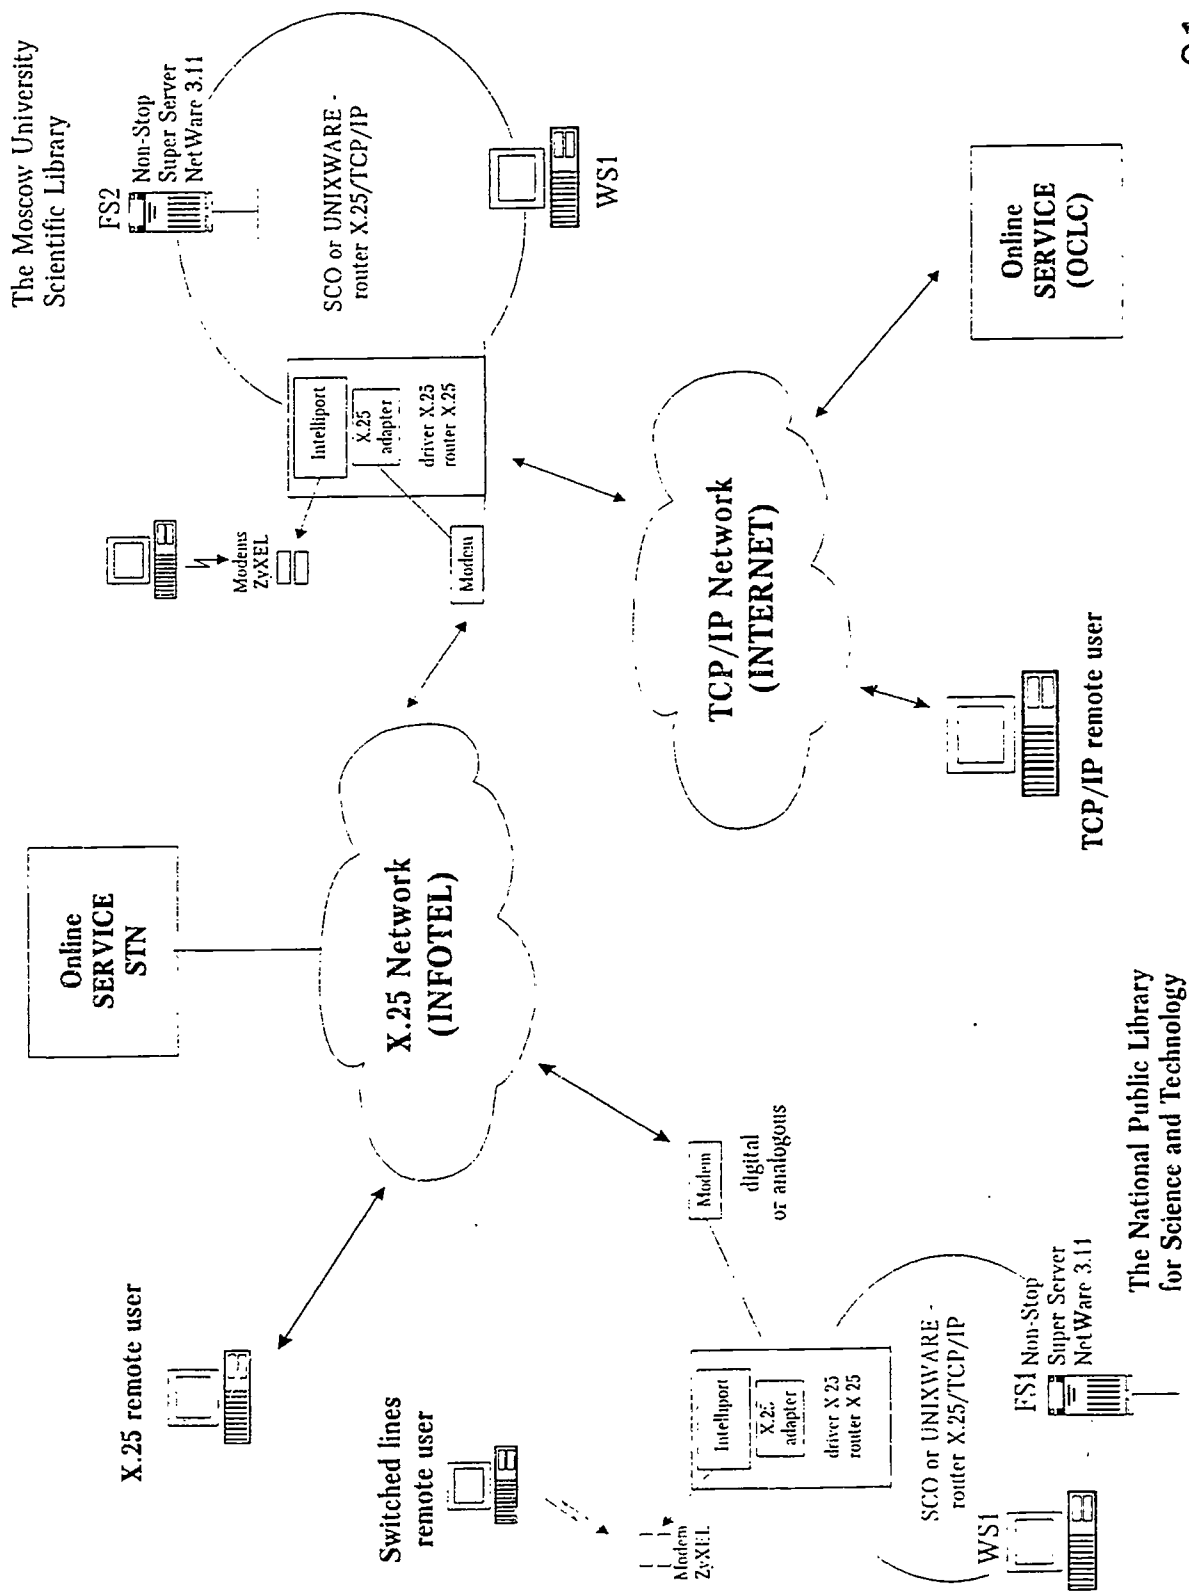 The Moscow University
Scientific Library
FS2
Non-Stop
Super Server
NetWare 3.11
SCO or UNIXWARE -
router X.25/TCP/IP
WS1
Intelliport
X.25
adapter
driver X.25
router X.25
Modems
ZyXEL
Modem
Online
SERVICE
STN
X.25 Network
(INFOTEL)
TCP/IP Network
(INTERNET)
Online
SERVICE
(OCLC)
TCP/IP remote user
X.25 remote user
Switched lines
remote user
Modem
digital
or analogous
Modem
ZyXEL
Intelliport
X.25
adapter
driver X 25
router X 25
SCO or UNIXWARE -
router X.25/TCP/IP
WS1
FS1
Non-Stop
Super Server
NetWare 3.11
The National Public Library
for Science and Technology